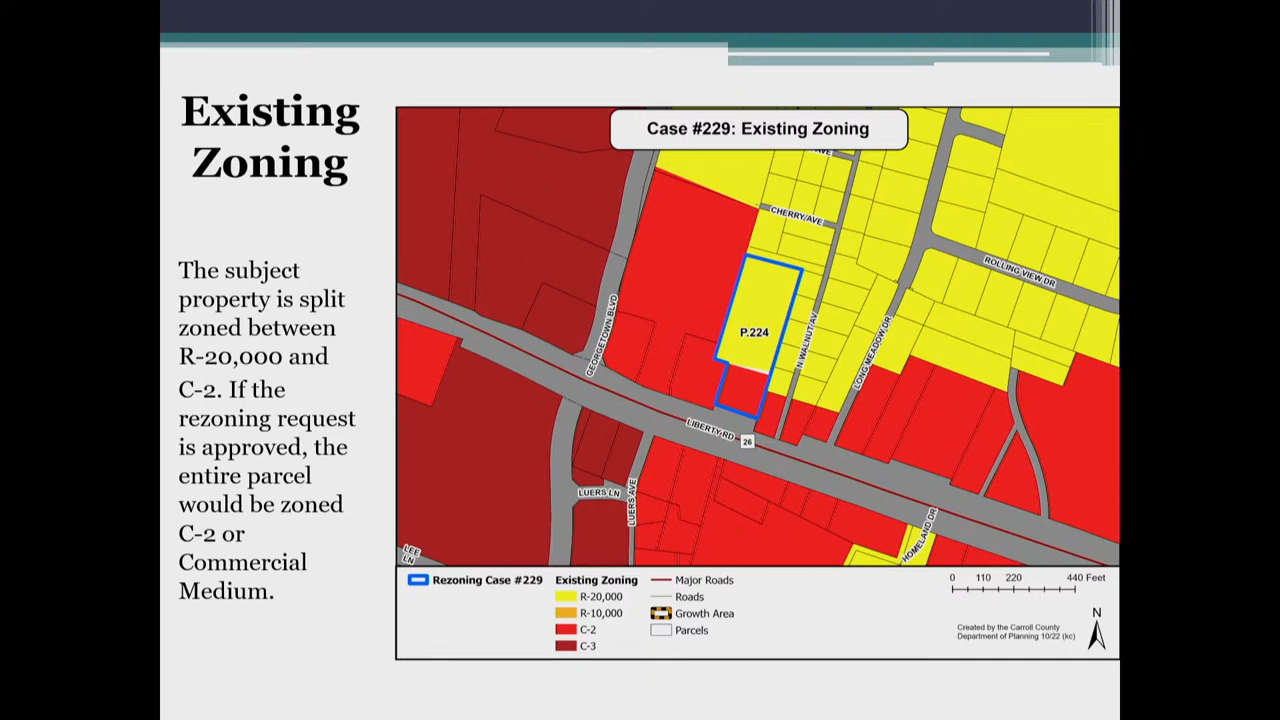 Existing
Zoning
The subject
property is split
zoned between
R-20,000 and
C-2. If the
rezoning request
is approved, the
entire parcel
would be zoned
C-2 or
Commercial
Medium.
Case #229: Existing Zoning
AVE
CHERRY AVE
ROLLING VIEW DR
GEORGETOWN BLVD
P.224
N WALNUT AV
LONG MEADOW DR
LIBERTY RD
26
LUERS LN
LUERS AVE
HOMELAND DR
LEE
LN
Rezoning Case #229
Existing Zoning
R-20,000
R-10,000
C-2
C-3
Major Roads
Roads
Growth Area
Parcels
0 110 220 440 Feet
Created by the Carroll County
Department of Planning 10/22 (kc)
N